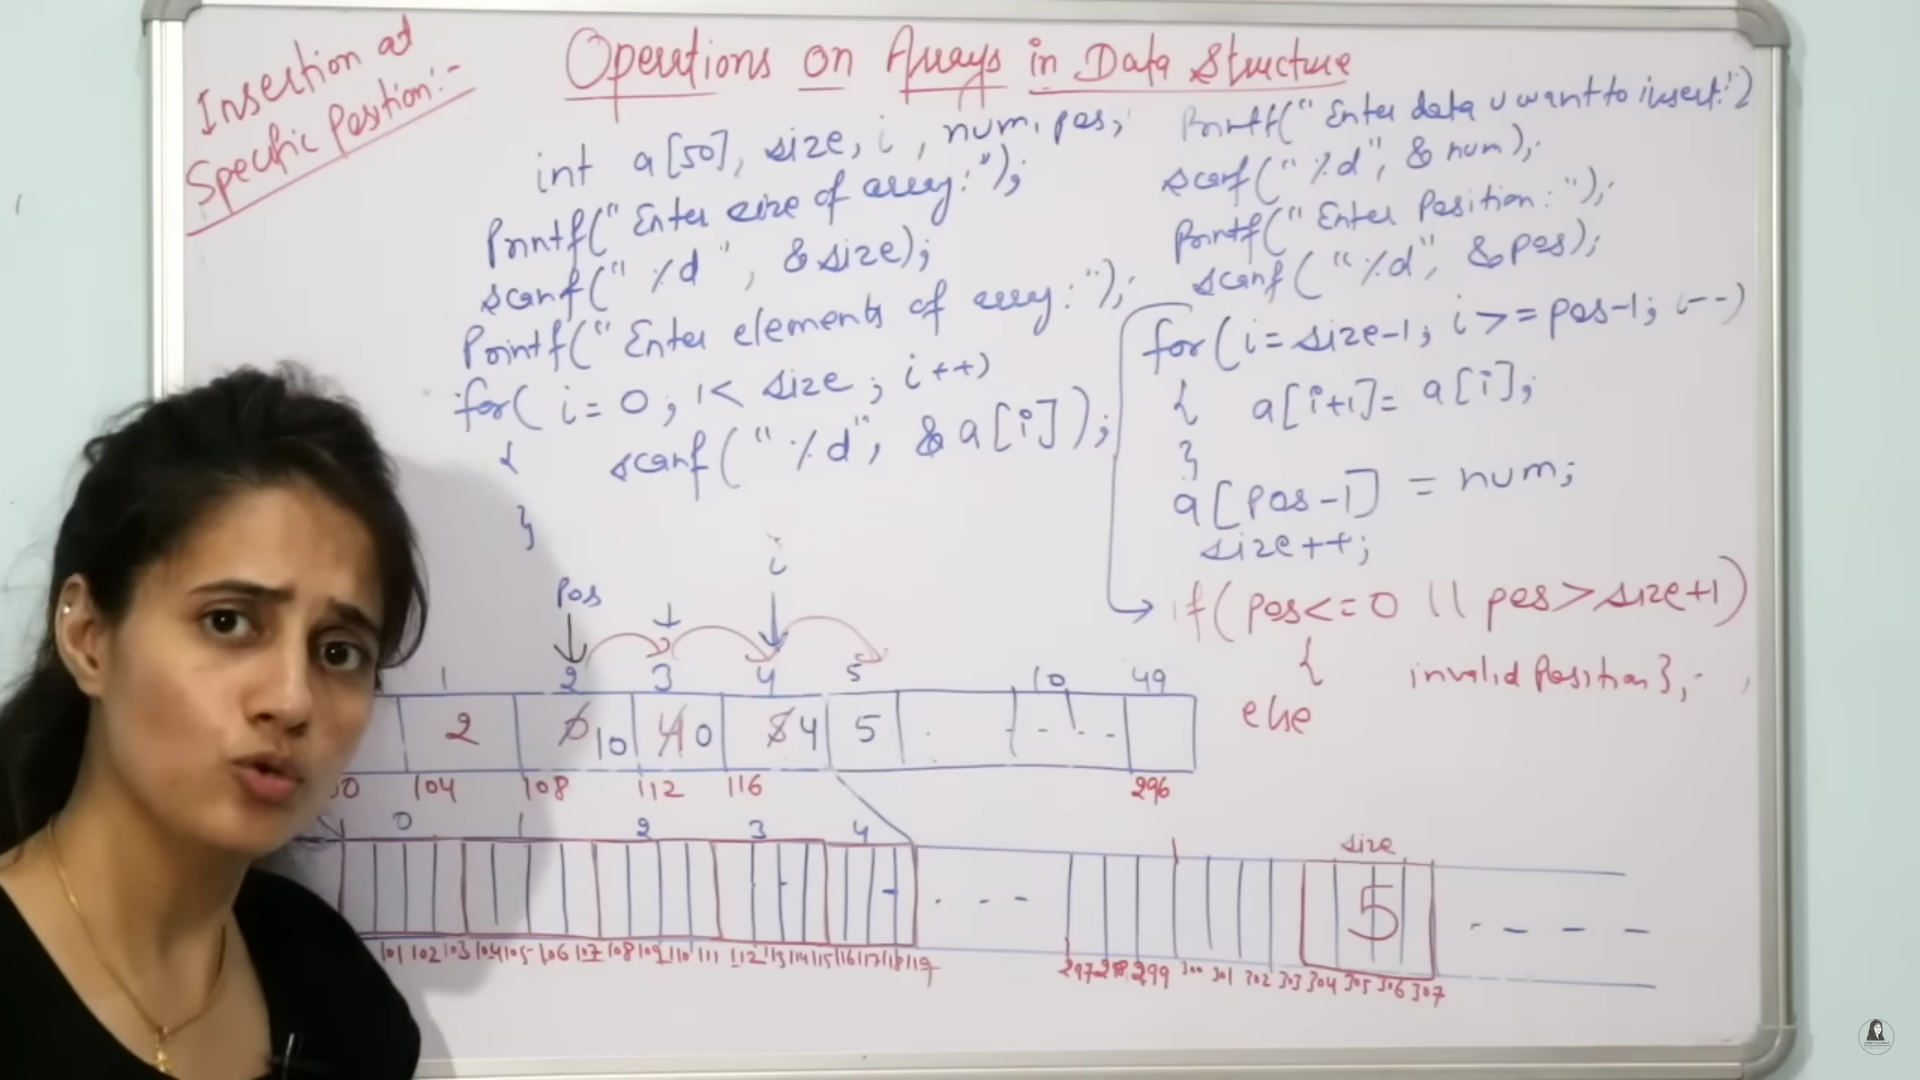 Insertion at
Specific Position:-
Operations on Arrays in Data Structure
int a[50], size, i, num, pos;
Printf("Enter size of array:");
scanf("%d", &size);
Printf("Enter elements of array:");
for( i=0; i< size; i++)
{ scanf("%d", &a[i]);
}
Printf("Enter data u want to insert:")
scanf("%d", & num);
Printf("Enter Position:");
scanf("%d", &pos);
for(i=size-1; i>=pos-1; i--)
{ a[i+1]= a[i];
}
a[pos-1] = num;
size++;
if(pos<=0 || pos>size+1)
{ invalid Position};
else
i
Pos
1 2 3 4 5 10 49
2 10 0 4 5
104 108 112 116 296
0 1 2 3 4
size
5
101 102 103 104 105 106 107 108 109 110 111 112 113 114 115 116 117 118 119
297 298 299 300 301 302 303 304 305 306 307